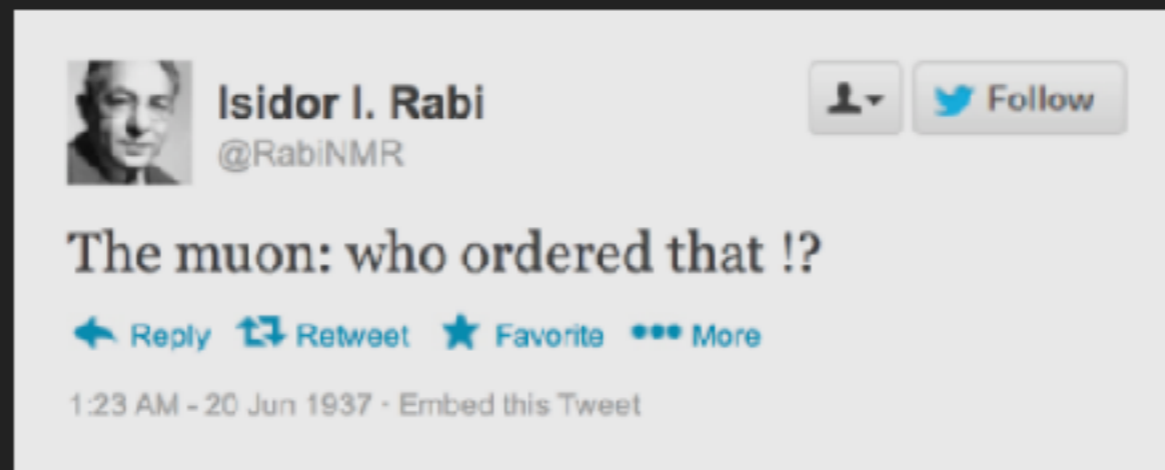 Isidor I. Rabi
@RabiNMR
Follow
The muon: who ordered that !?
Reply Retweet Favorite More
1:23 AM - 20 Jun 1937 · Embed this Tweet